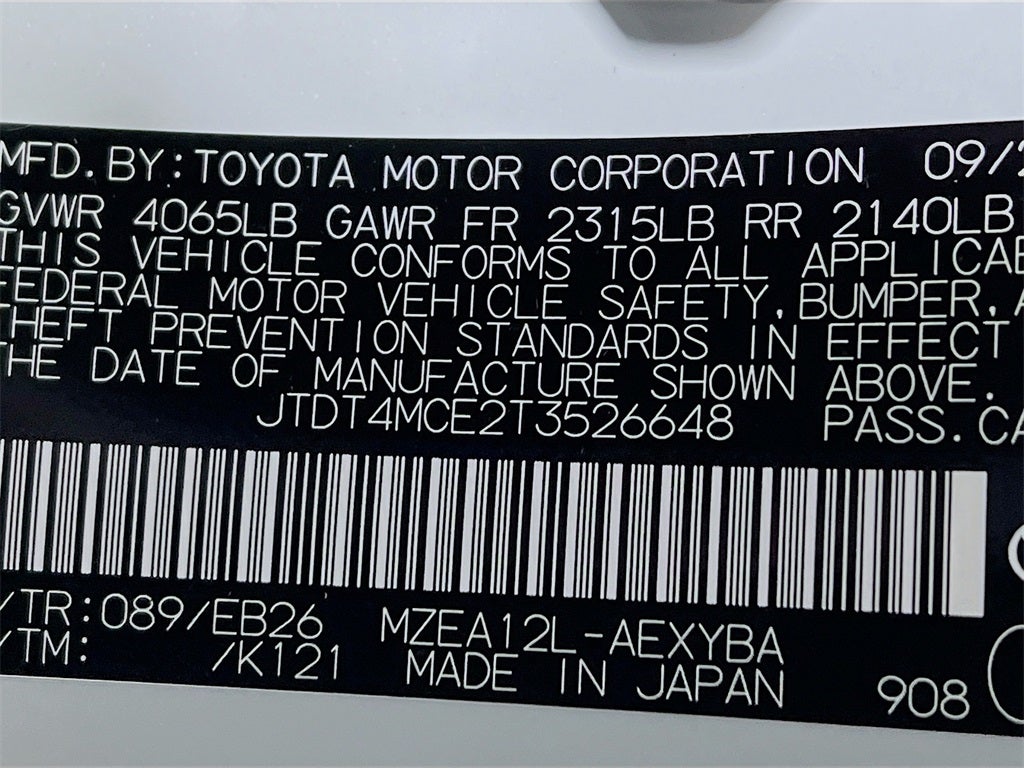 MFD. BY: TOYOTA MOTOR CORPORATION 09/2
GVWR 4065LB GAWR FR 2315LB RR 2140LB
THIS VEHICLE CONFORMS TO ALL APPLICAB
FEDERAL MOTOR VEHICLE SAFETY, BUMPER, A
THEFT PREVENTION STANDARDS IN EFFECT
THE DATE OF MANUFACTURE SHOWN ABOVE.
JTDT4MCE2T3526648 PASS. CA
/TR: 089/EB26 MZEA12L-AEXYBA
/TM: /K121 MADE IN JAPAN 908